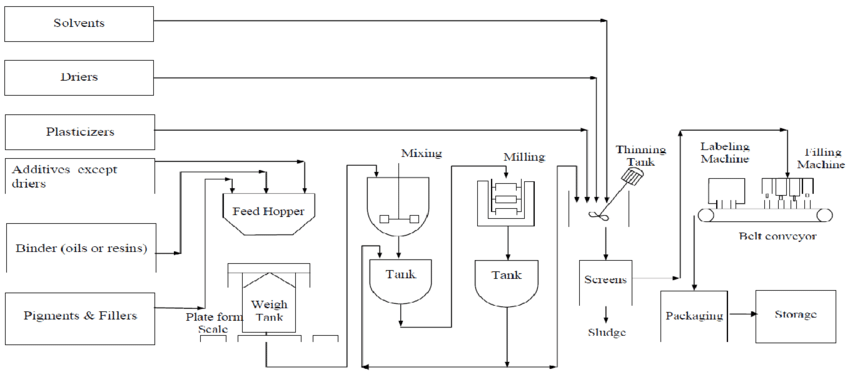 Solvents
Driers
Plasticizers
Additives except
driers
Binder (oils or resins)
Pigments & Fillers
Feed Hopper
Plate form
Scale
Weigh
Tank
Mixing
Tank
Milling
Tank
Thinning
Tank
Screens
Sludge
Labeling
Machine
Filling
Machine
Belt conveyor
Packaging
Storage